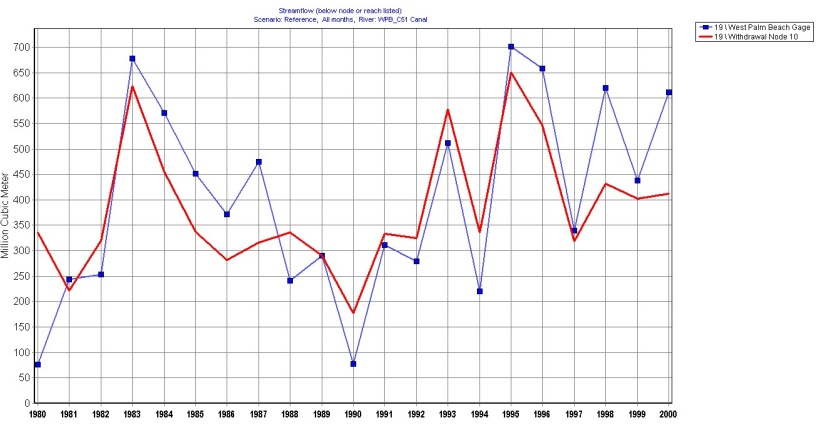 Streamflow (below node or reach listed)
Scenario: Reference, All months, River: WPB_C51 Canal
19 \ West Palm Beach Gage
19 \ Withdrawal Node 10
Million Cubic Meter
700
650
600
550
500
450
400
350
300
250
200
150
100
50
0
1980 1981 1982 1983 1984 1985 1986 1987 1988 1989 1990 1991 1992 1993 1994 1995 1996 1997 1998 1999 2000